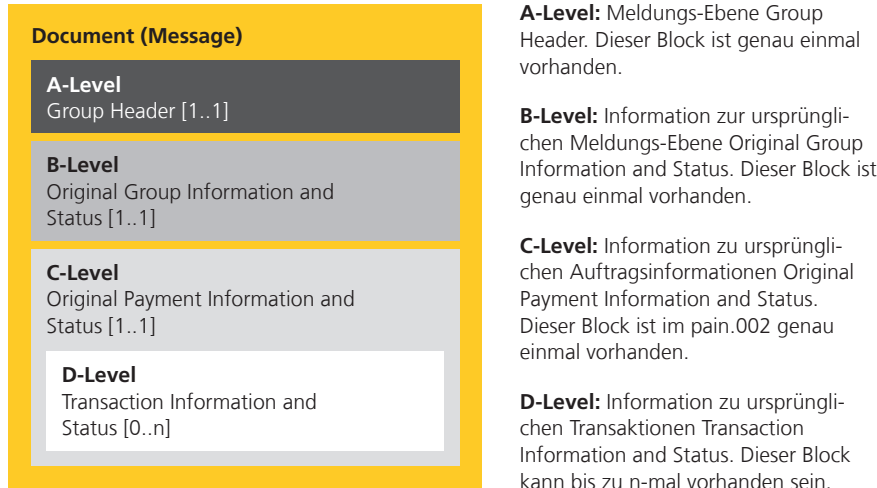 Document (Message)
A-Level
Group Header [1..1]
B-Level
Original Group Information and
Status [1..1]
C-Level
Original Payment Information and
Status [1..1]
D-Level
Transaction Information and
Status [0..n]
A-Level: Meldungs-Ebene Group
Header. Dieser Block ist genau einmal
vorhanden.
B-Level: Information zur ursprüngli-
chen Meldungs-Ebene Original Group
Information and Status. Dieser Block ist
genau einmal vorhanden.
C-Level: Information zu ursprüngli-
chen Auftragsinformationen Original
Payment Information and Status.
Dieser Block ist im pain.002 genau
einmal vorhanden.
D-Level: Information zu ursprüngli-
chen Transaktionen Transaction
Information and Status. Dieser Block
kann bis zu n-mal vorhanden sein.